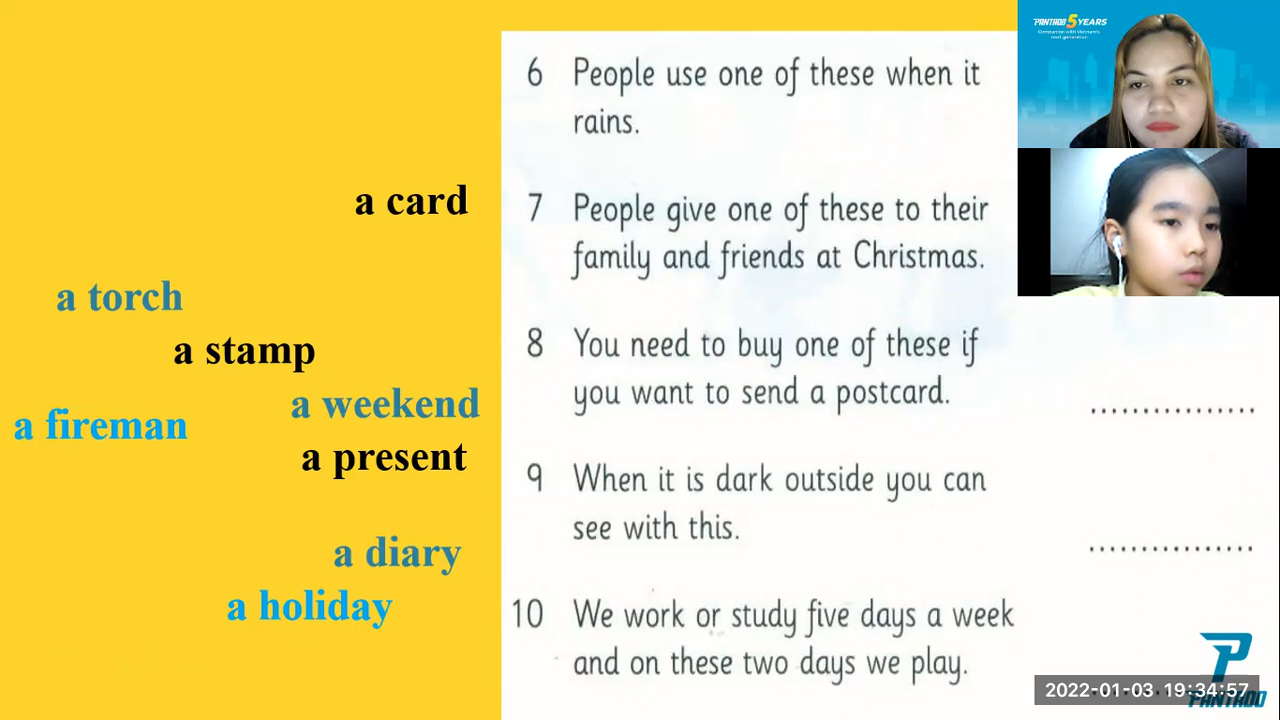 PANTADO 5 YEARS
a card
a torch
a stamp
a weekend
a fireman
a present
a diary
a holiday
6 People use one of these when it
rains.
7 People give one of these to their
family and friends at Christmas.
8 You need to buy one of these if
you want to send a postcard.
................
9 When it is dark outside you can
see with this.
................
10 We work or study five days a week
and on these two days we play.
2022-01-03 19:34:57
PANTADO